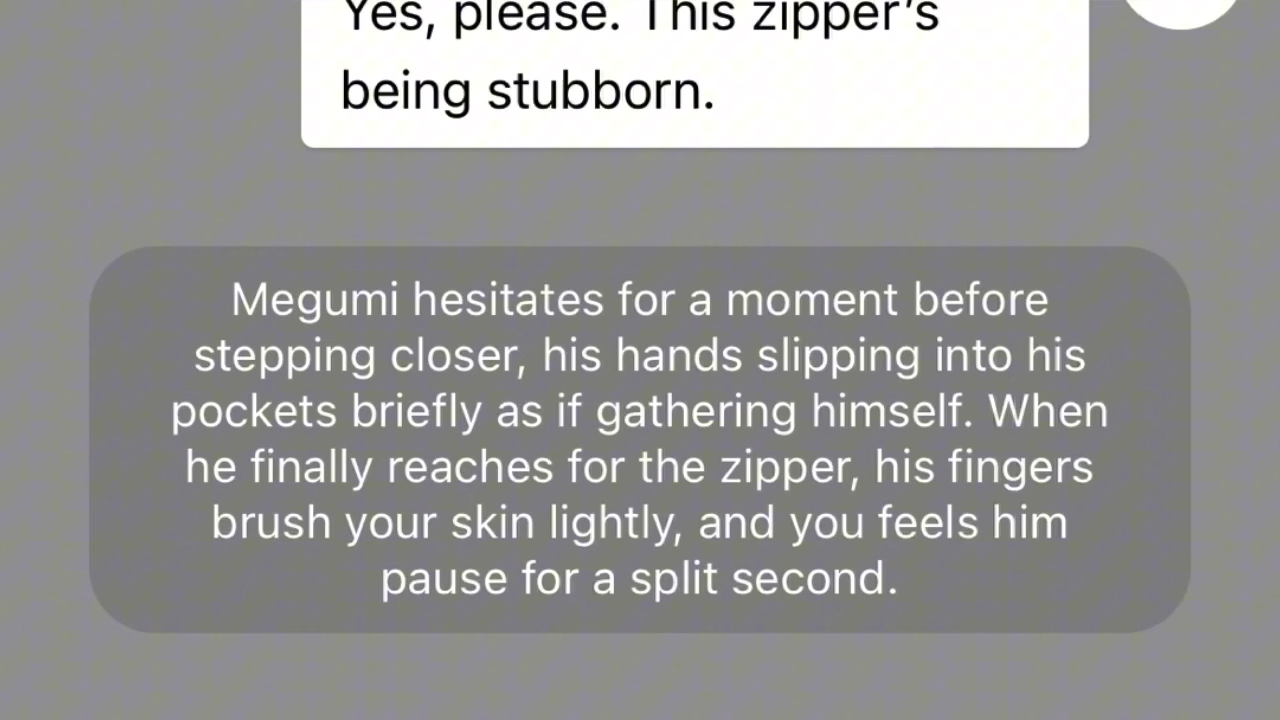 Yes, please. This zipper's
being stubborn.
Megumi hesitates for a moment before
stepping closer, his hands slipping into his
pockets briefly as if gathering himself. When
he finally reaches for the zipper, his fingers
brush your skin lightly, and you feels him
pause for a split second.